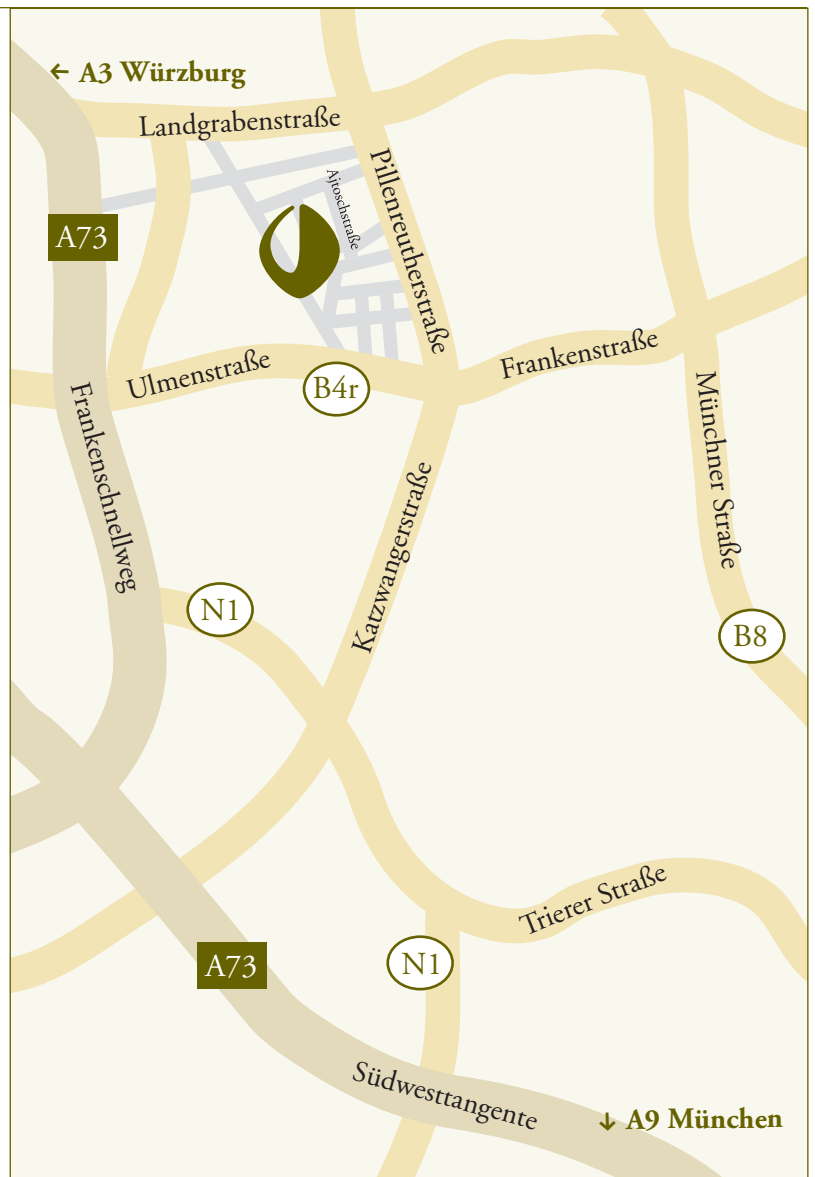 ← A3 Würzburg
Landgrabenstraße
Pillenreutherstraße
Ajtoschstraße
A73
Frankenstraße
Ulmenstraße
B4r
Münchner Straße
Frankenschnellweg
Katzwangerstraße
N1
B8
Trierer Straße
A73
N1
Südwesttangente
↓ A9 München